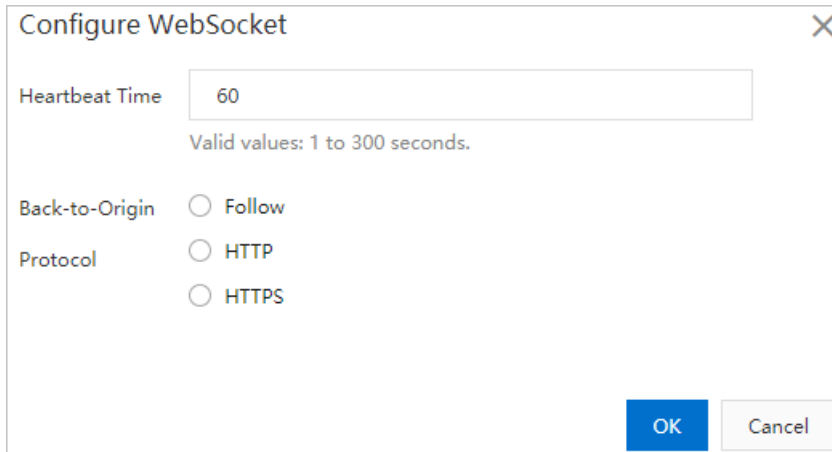 Configure WebSocket
Heartbeat Time 60
Valid values: 1 to 300 seconds.
Back-to-Origin Follow
Protocol HTTP
HTTPS
OK Cancel